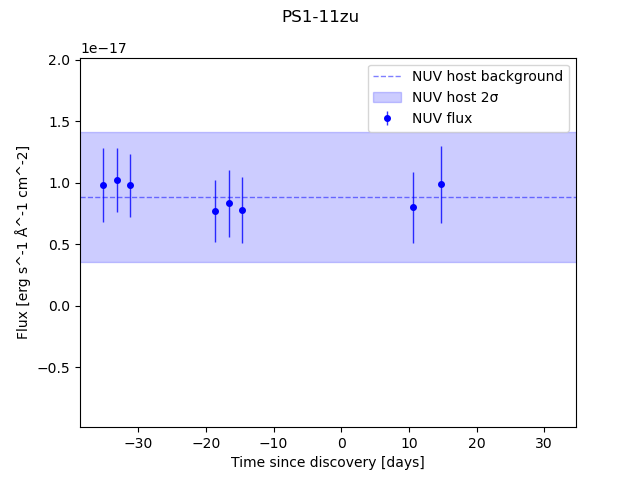 PS1-11zu
1e−17
NUV host background
NUV host 2σ
NUV flux
2.0
1.5
1.0
0.5
0.0
−0.5
Flux [erg s^-1 Å^-1 cm^-2]
−30 −20 −10 0 10 20 30
Time since discovery [days]